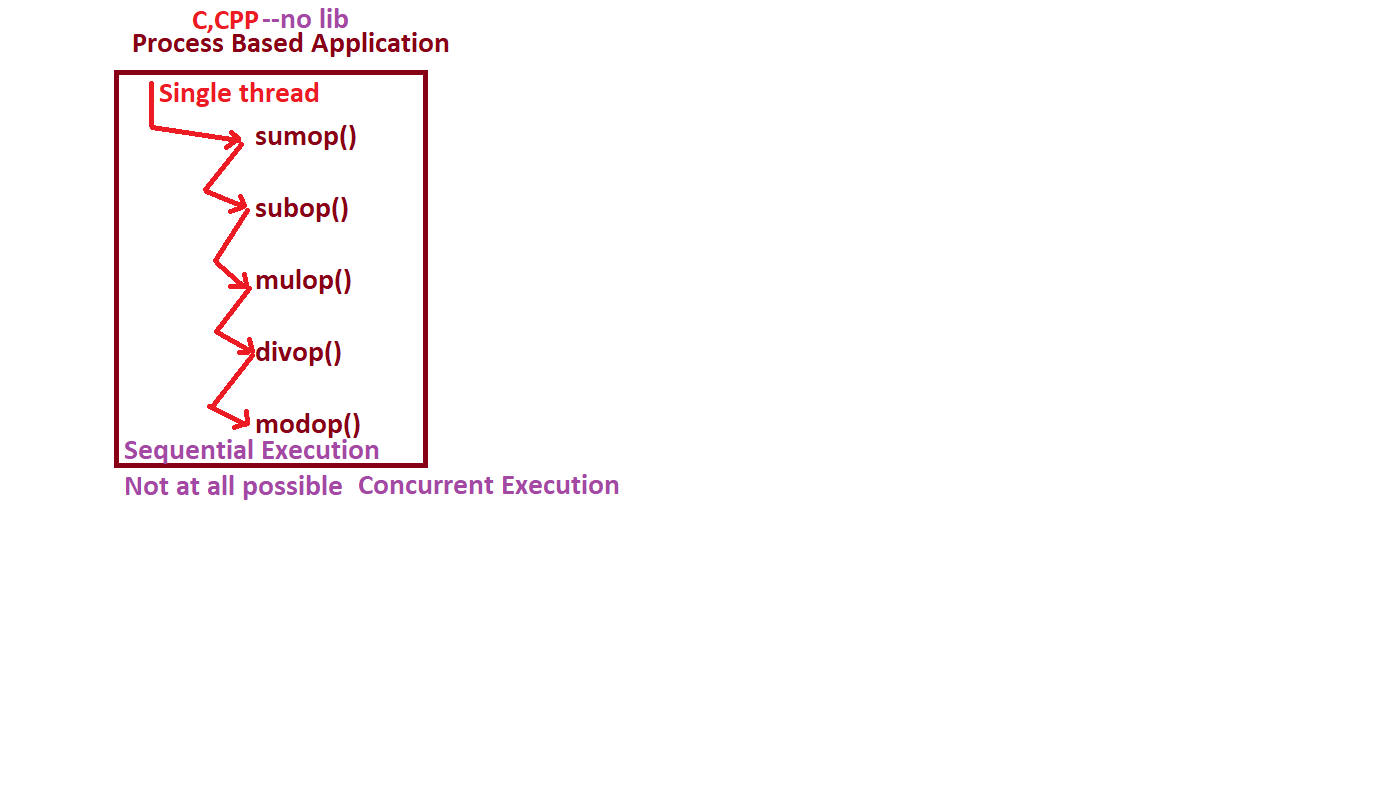 C,CPP --no lib
Process Based Application
Single thread
sumop()
subop()
mulop()
divop()
modop()
Sequential Execution
Not at all possible Concurrent Execution